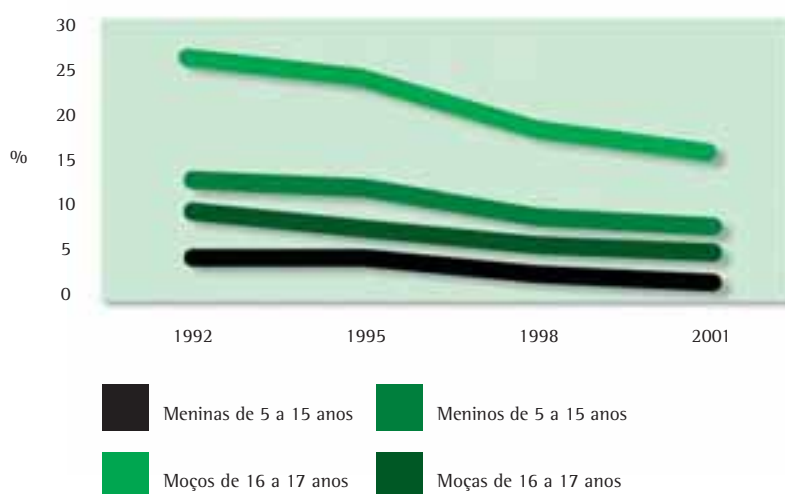 30
25
20
15
%
10
5
0
1992 1995 1998 2001
Meninas de 5 a 15 anos Meninos de 5 a 15 anos
Moços de 16 a 17 anos Moças de 16 a 17 anos